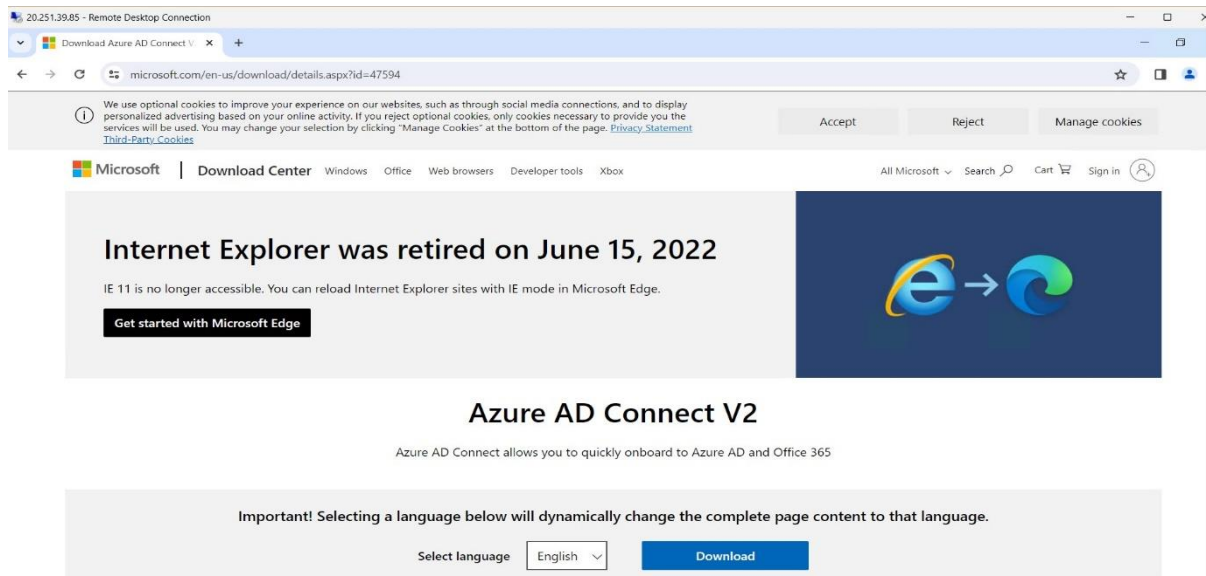 20.251.39.85 - Remote Desktop Connection
Download Azure AD Connect V
microsoft.com/en-us/download/details.aspx?id=47594
We use optional cookies to improve your experience on our websites, such as through social media connections, and to display
personalized advertising based on your online activity. If you reject optional cookies, only cookies necessary to provide you the
services will be used. You may change your selection by clicking "Manage Cookies" at the bottom of the page. Privacy Statement
Third-Party Cookies
Accept Reject Manage cookies
Microsoft | Download Center Windows Office Web browsers Developer tools Xbox All Microsoft Search Cart Sign in
Internet Explorer was retired on June 15, 2022
IE 11 is no longer accessible. You can reload Internet Explorer sites with IE mode in Microsoft Edge.
Get started with Microsoft Edge
Azure AD Connect V2
Azure AD Connect allows you to quickly onboard to Azure AD and Office 365
Important! Selecting a language below will dynamically change the complete page content to that language.
Select language English Download